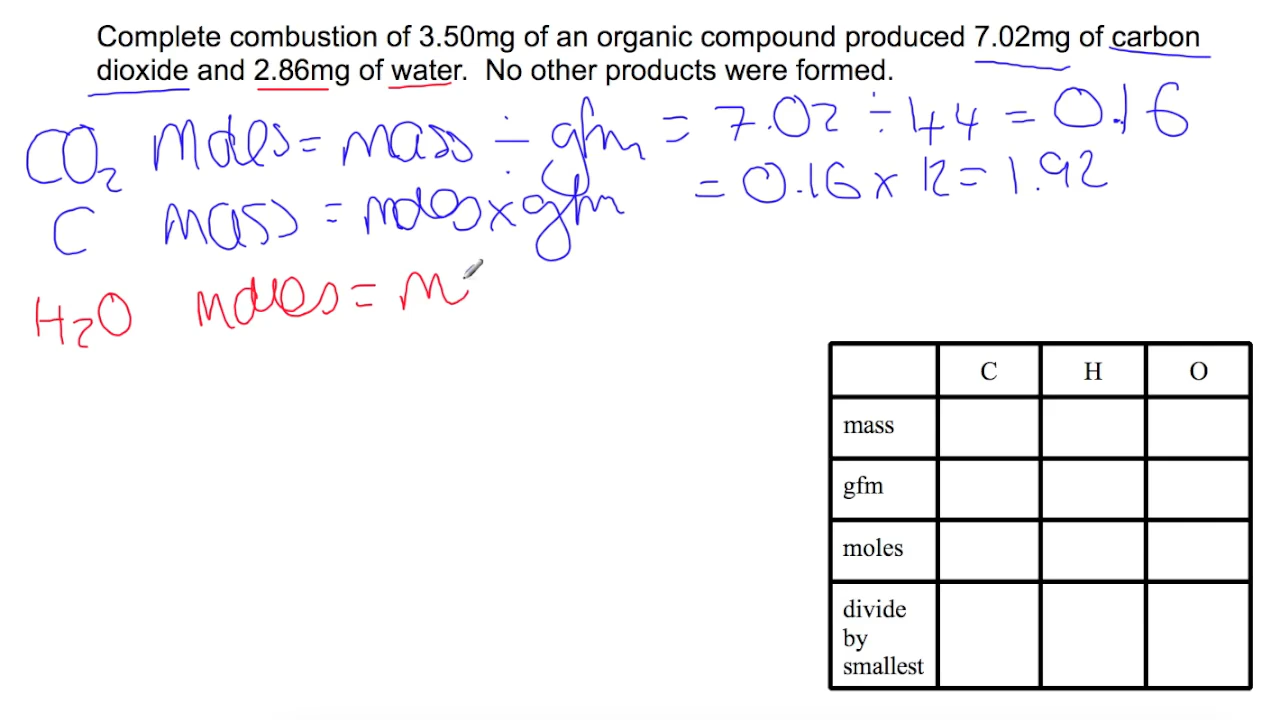 Complete combustion of 3.50mg of an organic compound produced 7.02mg of carbon
dioxide and 2.86mg of water. No other products were formed.
CO₂ moles = mass ÷ gfm = 7.02 ÷ 44 = 0.16
C mass = moles x gfm = 0.16 x 12 = 1.92
H₂O moles = m
C H O
mass
gfm
moles
divide
by
smallest